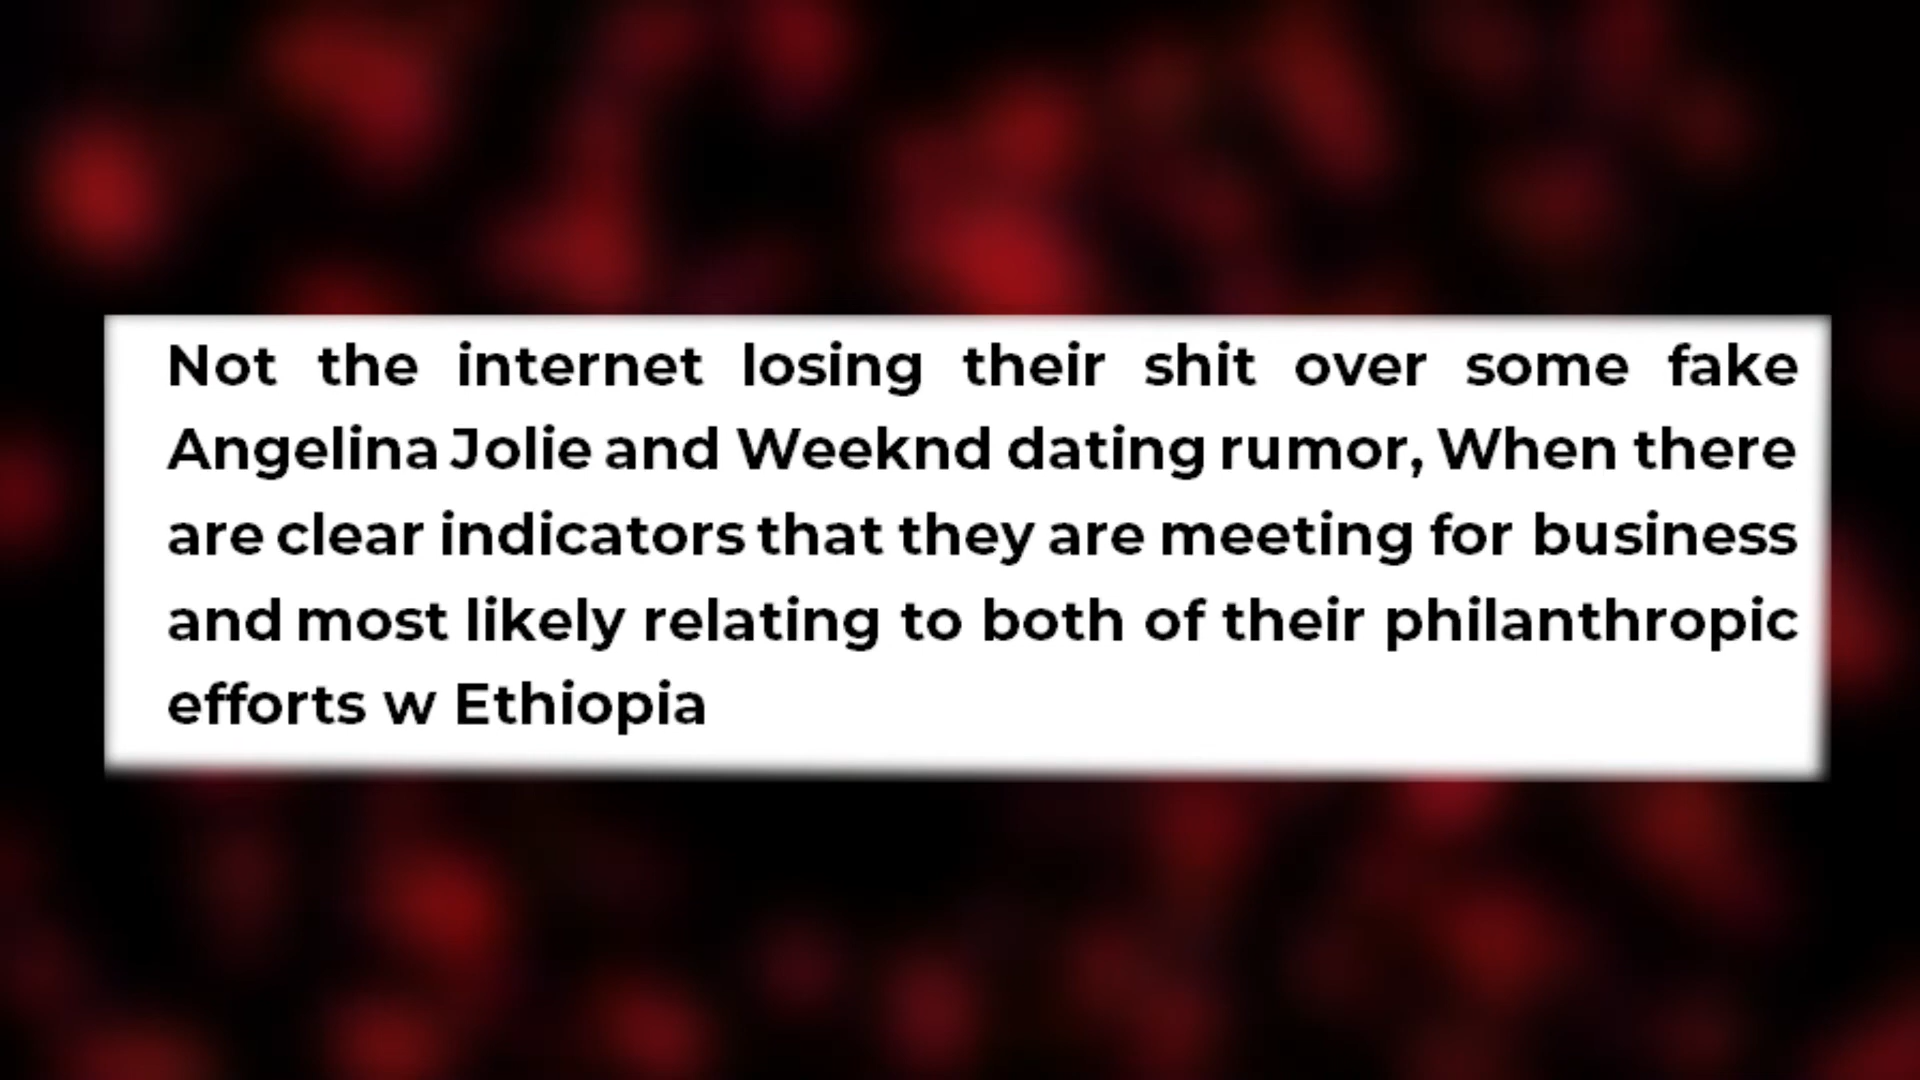 Not the internet losing their shit over some fake
Angelina Jolie and Weeknd dating rumor, When there
are clear indicators that they are meeting for business
and most likely relating to both of their philanthropic
efforts w Ethiopia